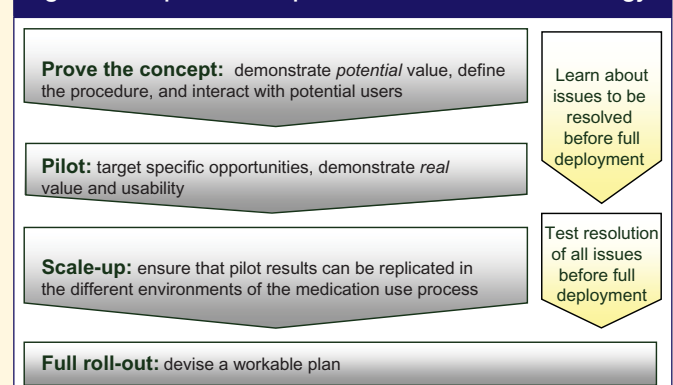 Prove the concept: demonstrate potential value, define
the procedure, and interact with potential users
Learn about
issues to be
resolved
before full
deployment
Pilot: target specific opportunities, demonstrate real
value and usability
Scale-up: ensure that pilot results can be replicated in
the different environments of the medication use process
Test resolution
of all issues
before full
deployment
Full roll-out: devise a workable plan